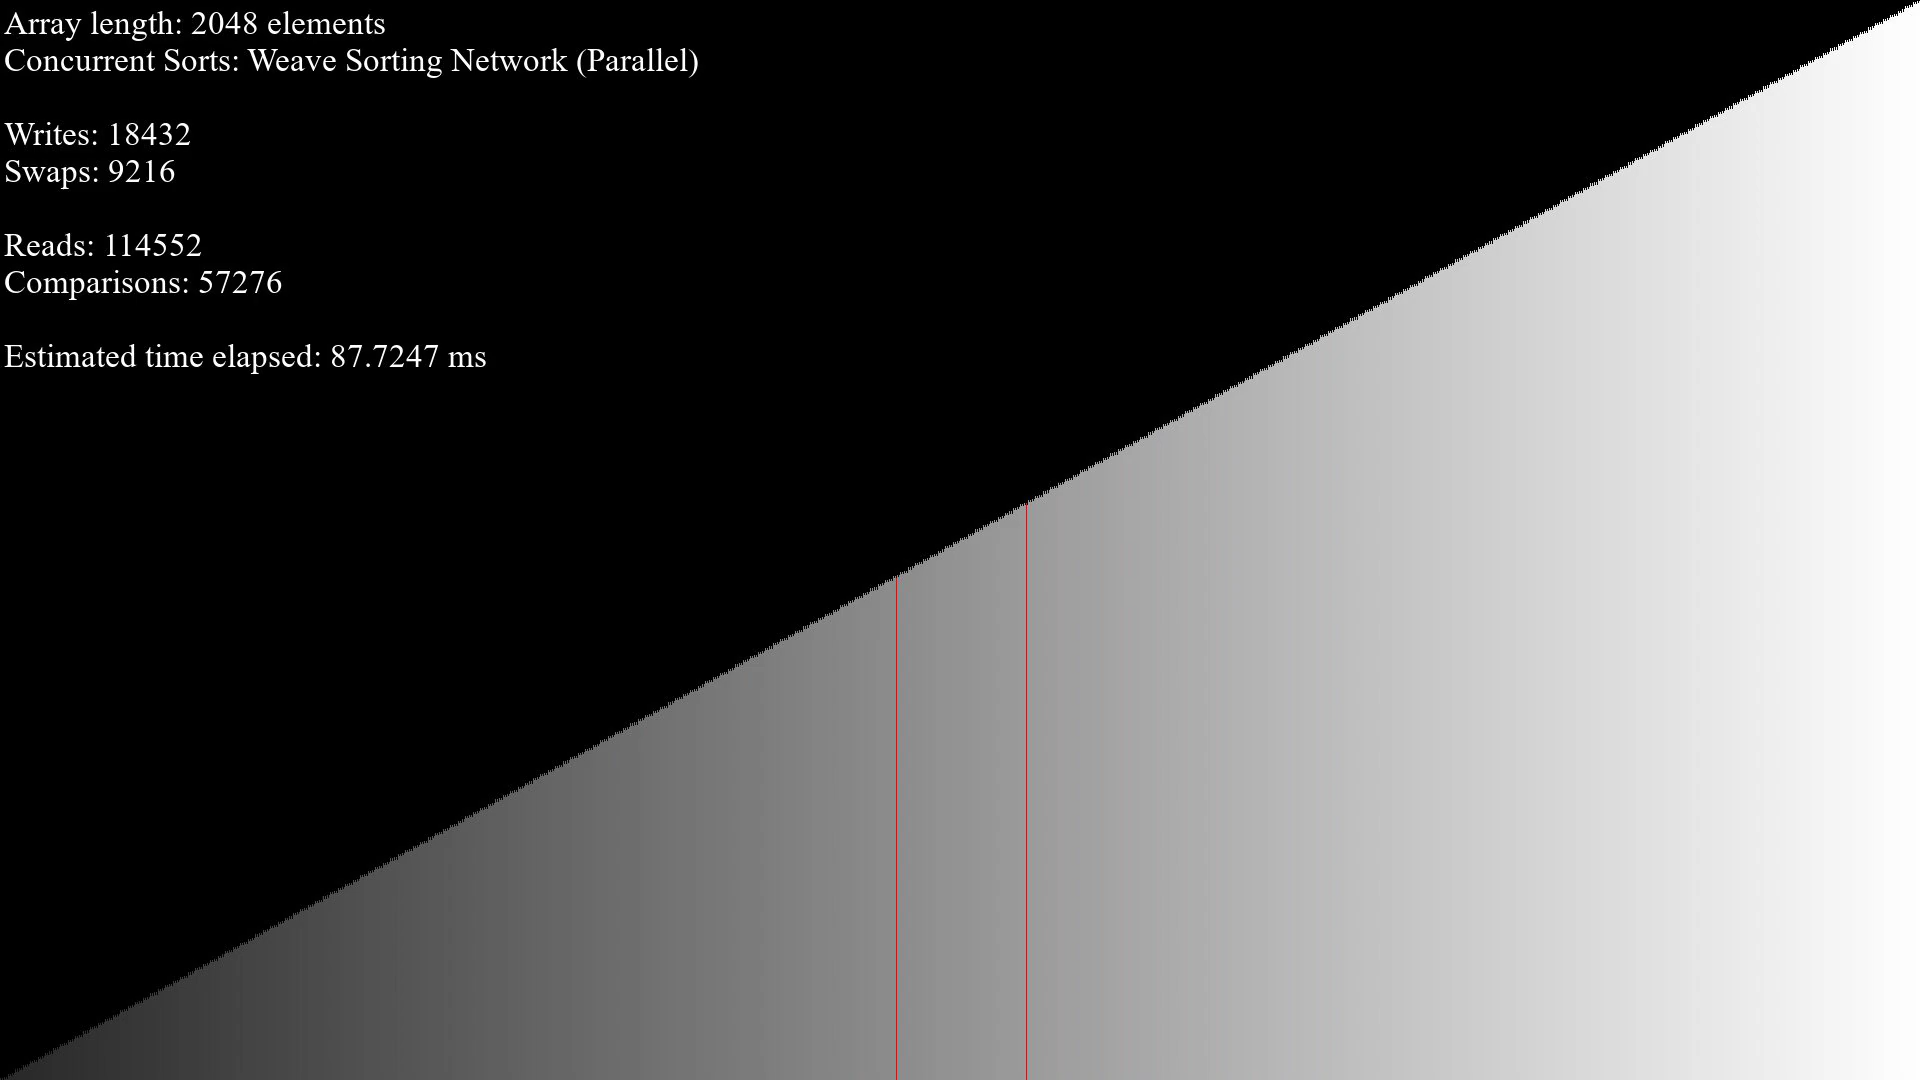 Array length: 2048 elements
Concurrent Sorts: Weave Sorting Network (Parallel)
Writes: 18432
Swaps: 9216
Reads: 114552
Comparisons: 57276
Estimated time elapsed: 87.7247 ms